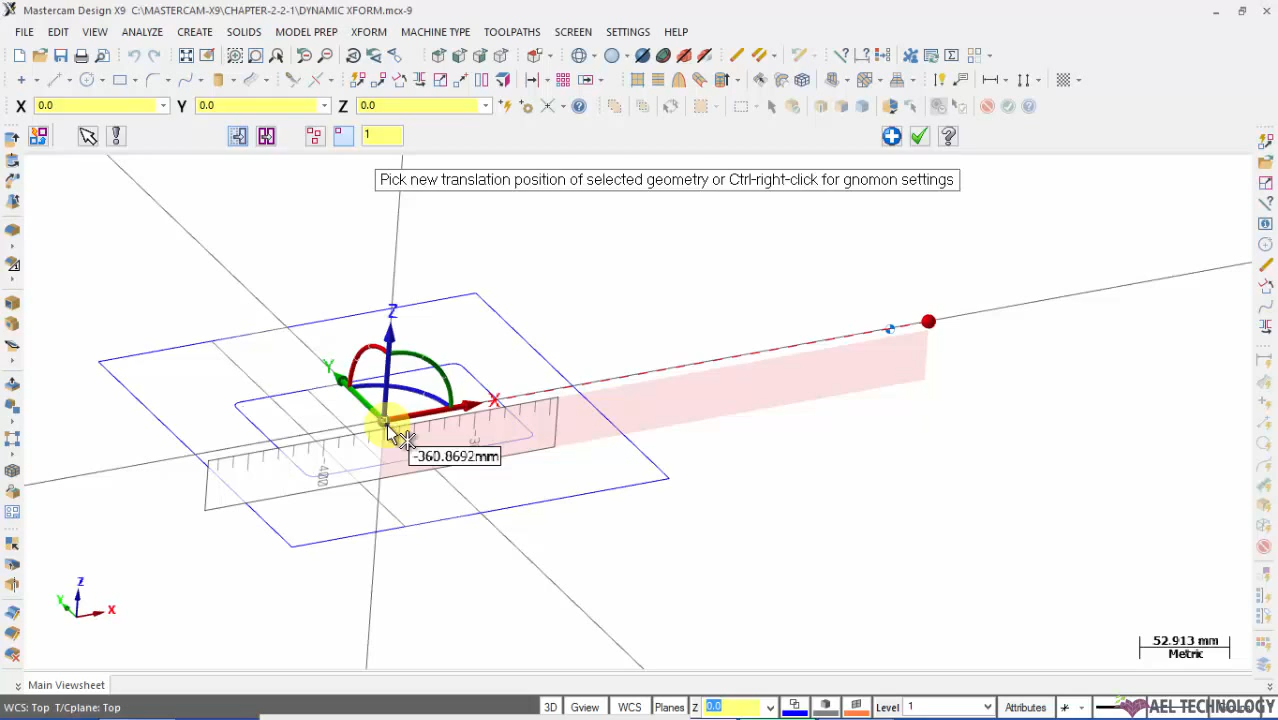 Mastercam Design X9 C:\MASTERCAM-X9\CHAPTER-2-2-1\DYNAMIC XFORM.mcx-9
FILE EDIT VIEW ANALYZE CREATE SOLIDS MODEL PREP XFORM MACHINE TYPE TOOLPATHS SCREEN SETTINGS HELP
X 0.0 Y 0.0 Z 0.0
1
Pick new translation position of selected geometry or Ctrl-right-click for gnomon settings
Z
Y
X
-400
-360.8692mm
Z
Y
X
52.913 mm
Metric
Main Viewsheet
WCS: Top T/Cplane: Top 3D Gview WCS Planes Z 0.0 Level 1 Attributes
AEL TECHNOLOGY